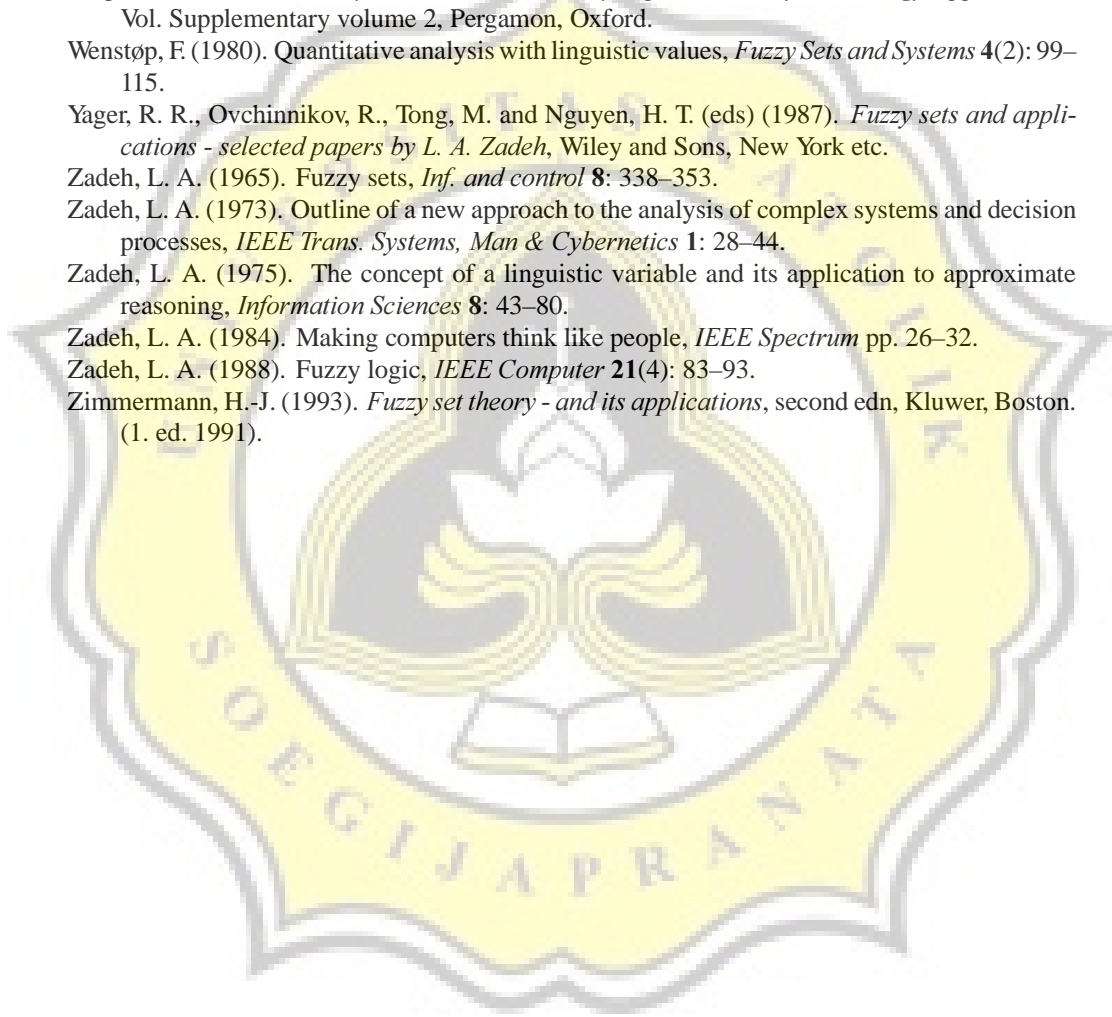 Vol. Supplementary volume 2, Pergamon, Oxford.
Wenstøp, F. (1980). Quantitative analysis with linguistic values, Fuzzy Sets and Systems 4(2): 99–
115.
Yager, R. R., Ovchinnikov, R., Tong, M. and Nguyen, H. T. (eds) (1987). Fuzzy sets and appli-
cations - selected papers by L. A. Zadeh, Wiley and Sons, New York etc.
Zadeh, L. A. (1965). Fuzzy sets, Inf. and control 8: 338–353.
Zadeh, L. A. (1973). Outline of a new approach to the analysis of complex systems and decision
processes, IEEE Trans. Systems, Man & Cybernetics 1: 28–44.
Zadeh, L. A. (1975). The concept of a linguistic variable and its application to approximate
reasoning, Information Sciences 8: 43–80.
Zadeh, L. A. (1984). Making computers think like people, IEEE Spectrum pp. 26–32.
Zadeh, L. A. (1988). Fuzzy logic, IEEE Computer 21(4): 83–93.
Zimmermann, H.-J. (1993). Fuzzy set theory - and its applications, second edn, Kluwer, Boston.
(1. ed. 1991).
UNIVERSITAS KATOLIK
SOEGIJAPRANATA